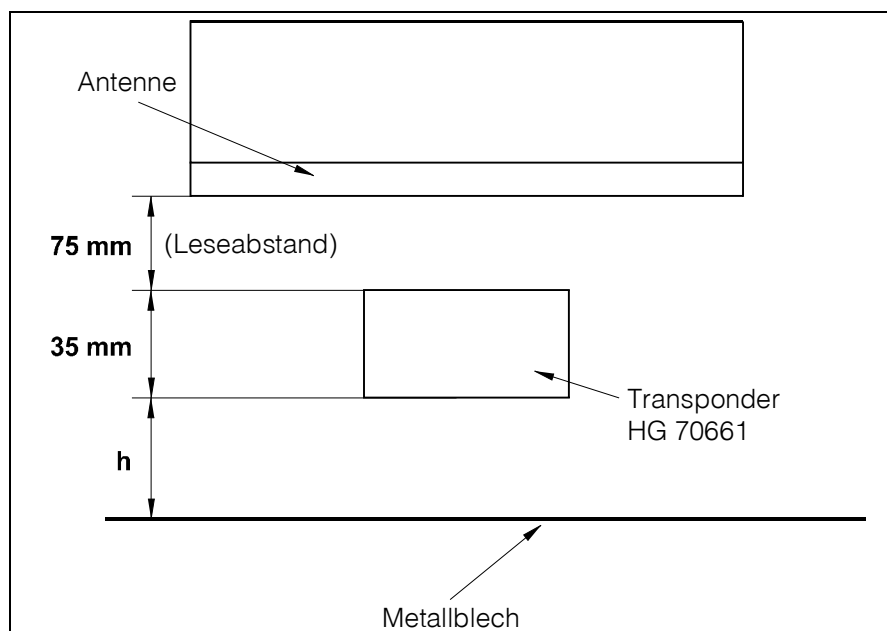 Antenne
75 mm (Leseabstand)
35 mm
Transponder
HG 70661
h
Metallblech